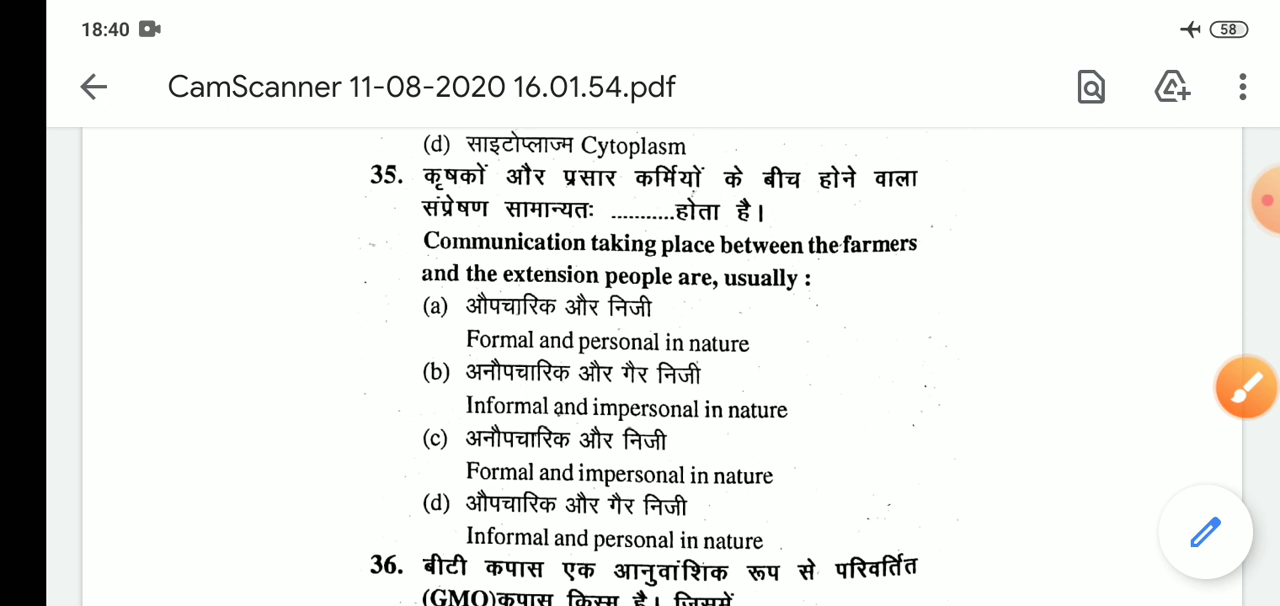 18:40
58
CamScanner 11-08-2020 16.01.54.pdf
(d) साइटोप्लाज्म Cytoplasm
35. कृषकों और प्रसार कर्मियों के बीच होने वाला
संप्रेषण सामान्यतः ...........होता है।
Communication taking place between the farmers
and the extension people are, usually :
(a) औपचारिक और निजी
Formal and personal in nature
(b) अनौपचारिक और गैर निजी
Informal and impersonal in nature
(c) अनौपचारिक और निजी
Formal and impersonal in nature
(d) औपचारिक और गैर निजी
Informal and personal in nature
36. बीटी कपास एक आनुवांशिक रूप से परिवर्तित
(GMO)कपास किस्म है। जिसमें